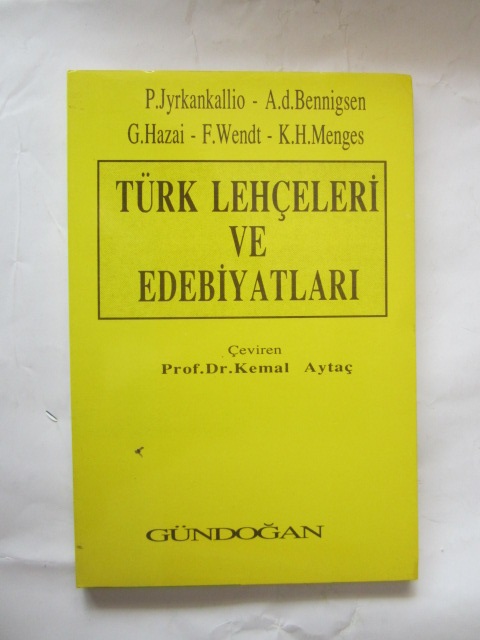 P.Jyrkankallio - A.d.Bennigsen
G.Hazai - F.Wendt - K.H.Menges
TÜRK LEHÇELERİ
VE
EDEBİYATLARI
Çeviren
Prof.Dr.Kemal Aytaç
GÜNDOĞAN